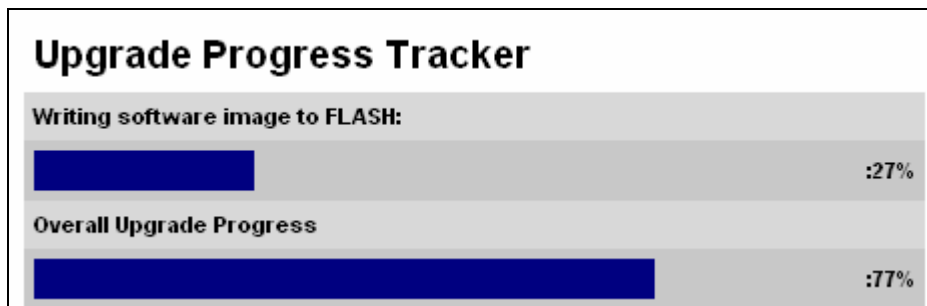 Upgrade Progress Tracker
Writing software image to FLASH:
:27%
Overall Upgrade Progress
:77%